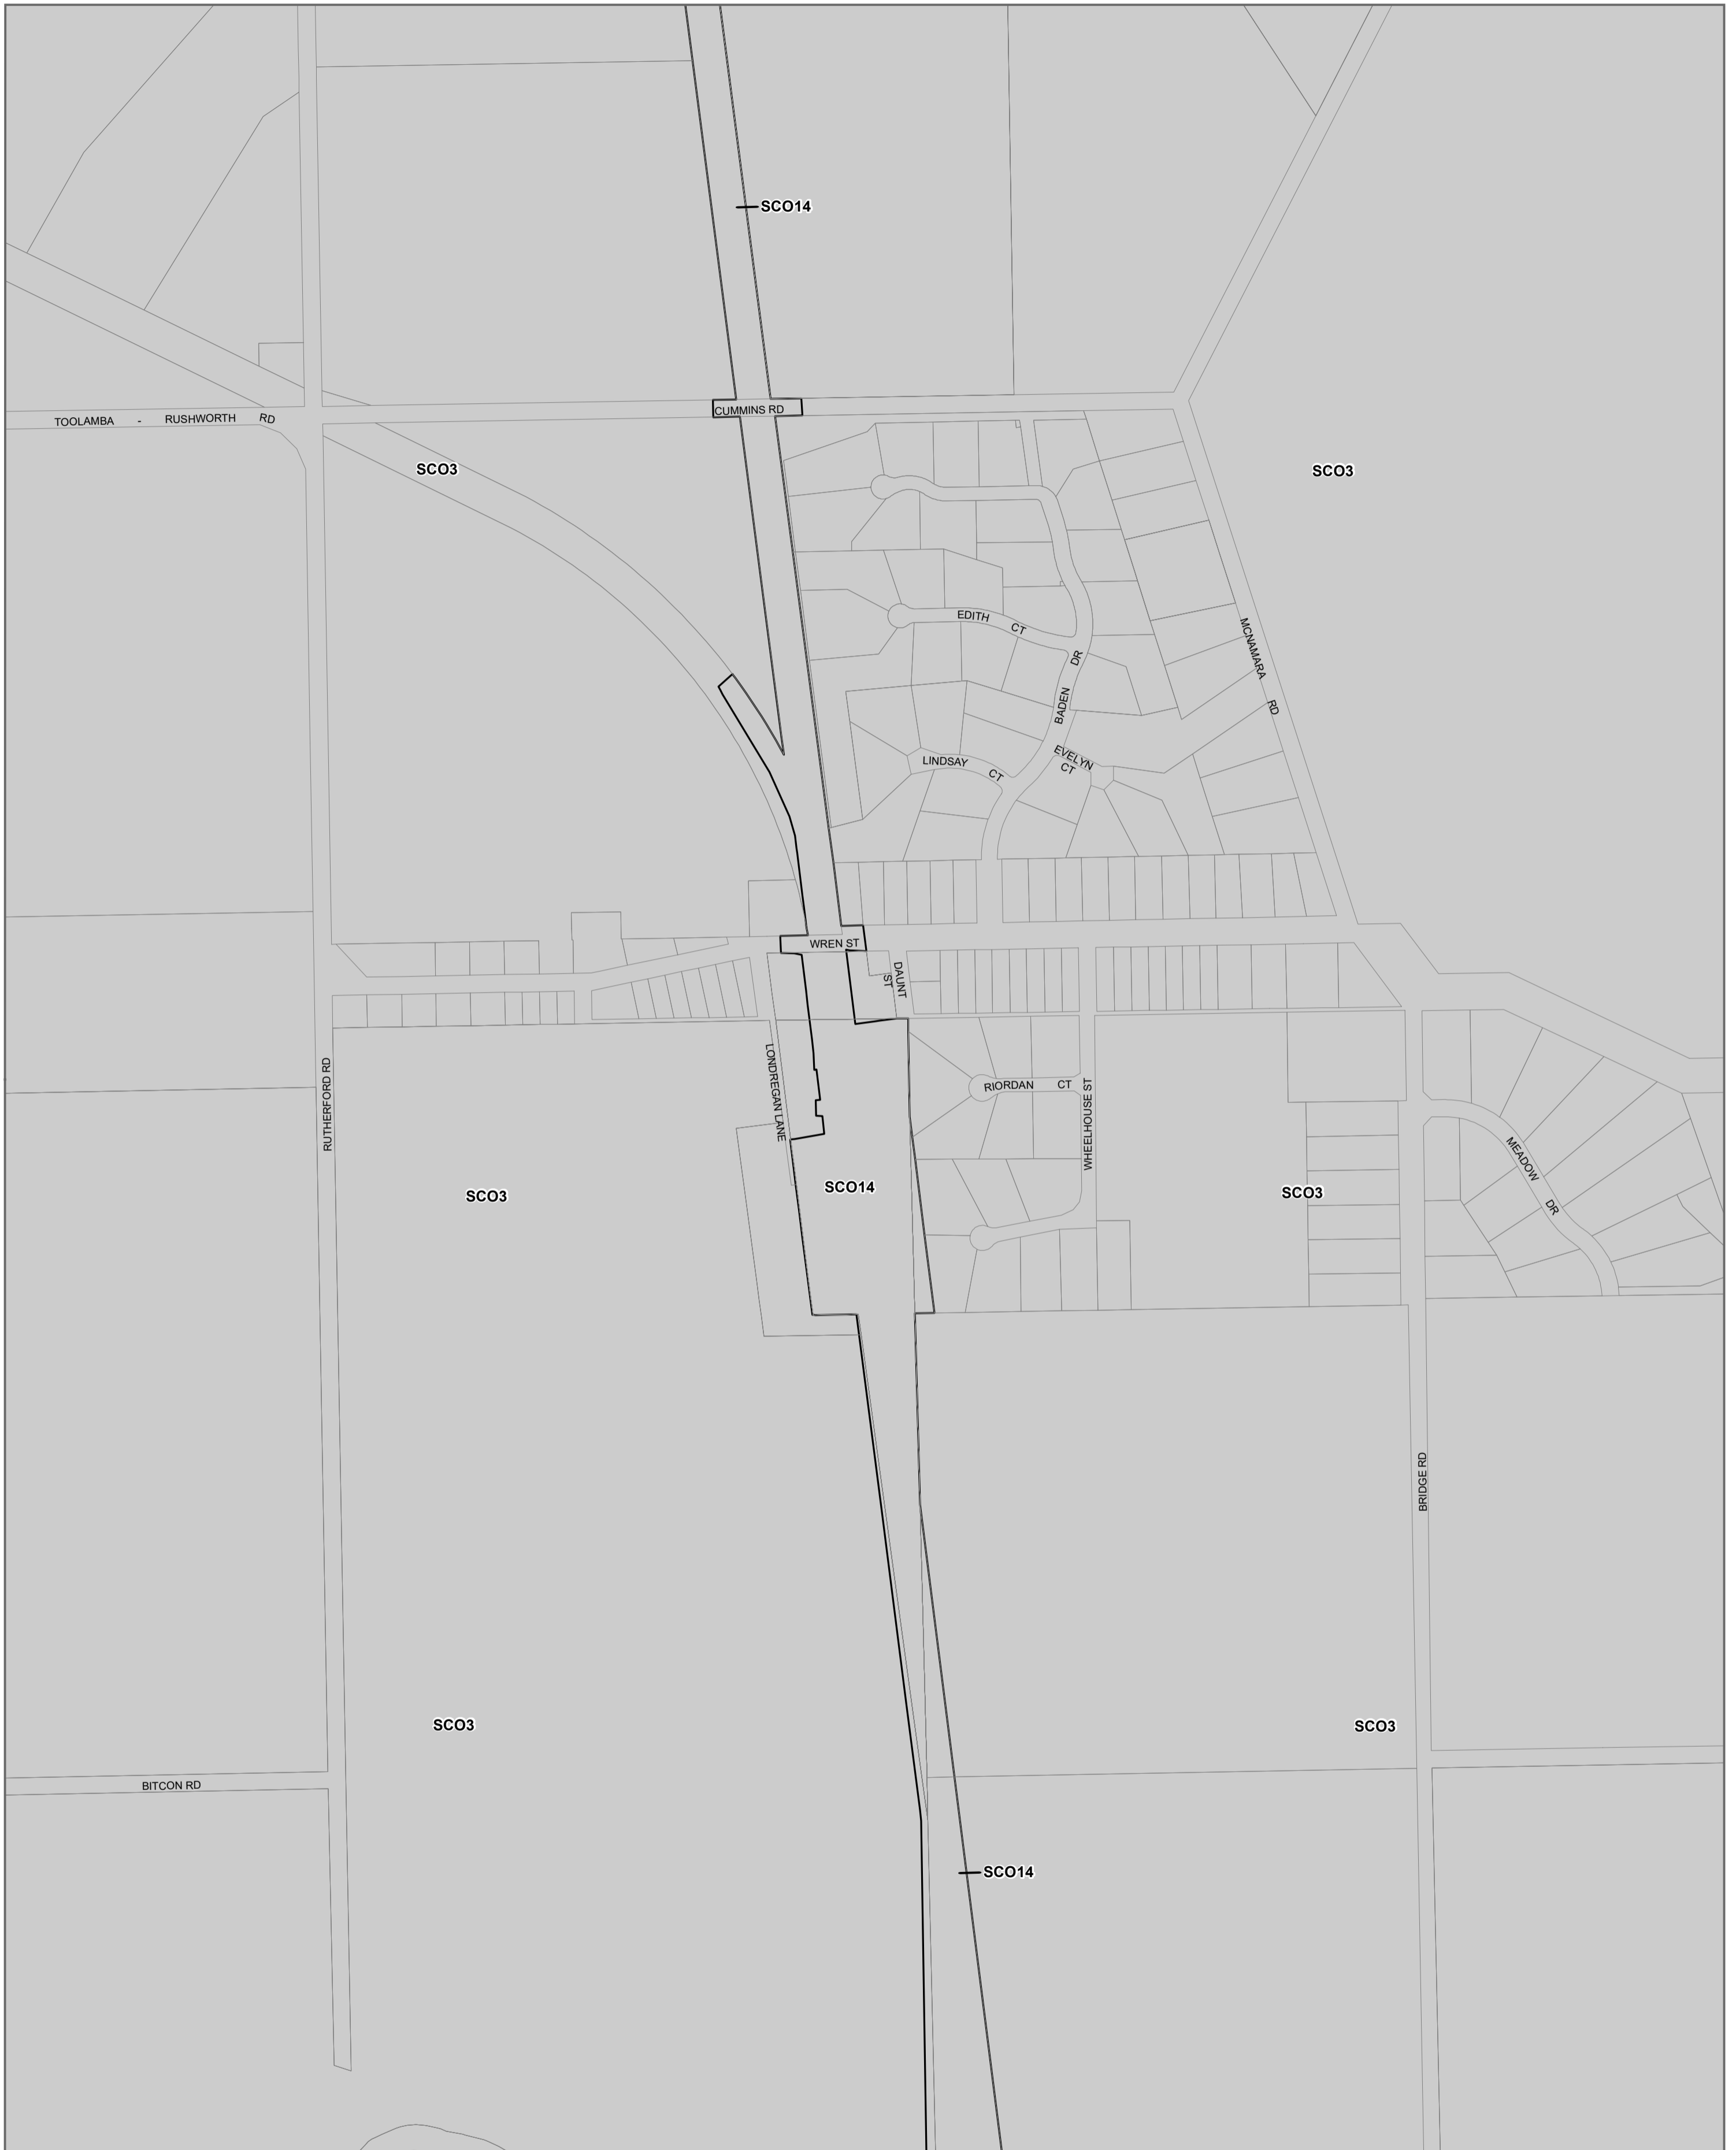 SCO14
CUMMINS RD
TOOLAMBA - RUSHWORTH RD
SCO3
SCO3
EDITH CT
MCNAMARA RD
BADEN DR
EVELYN CT
LINDSAY CT
WREN ST
DAUNT ST
LONDREGAN LANE
RUTHERFORD RD
RIORDAN CT
WHEELHOUSE ST
MEADOW DR
SCO14
SCO3
SCO3
BRIDGE RD
SCO3
SCO3
BITCON RD
SCO14